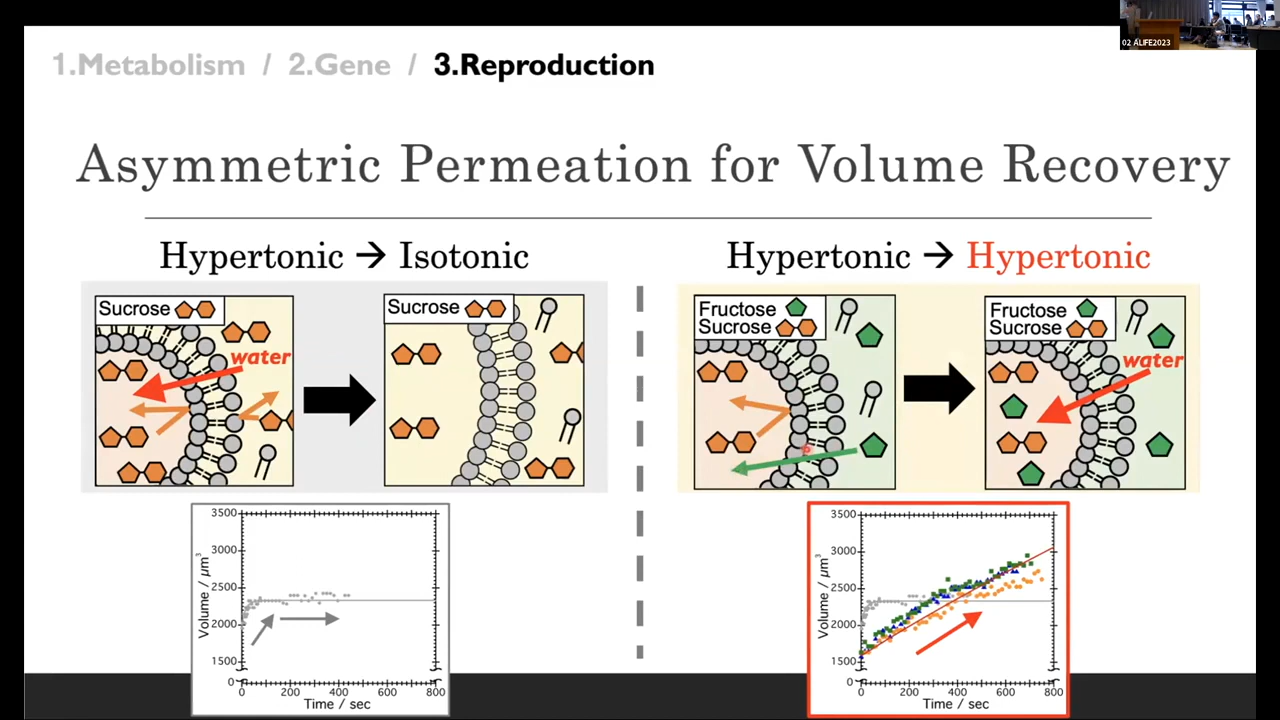 02 ALIFE2023
1.Metabolism / 2.Gene / 3.Reproduction
Asymmetric Permeation for Volume Recovery
Hypertonic → Isotonic
Sucrose
water
Sucrose
3500
3000
2500
2000
1500
0
Volume / μm³
0 200 400 600 800
Time / sec
Hypertonic → Hypertonic
Fructose
Sucrose
Fructose
Sucrose
water
3500
3000
2500
2000
1500
0
Volume / μm³
0 200 400 600 800
Time / sec